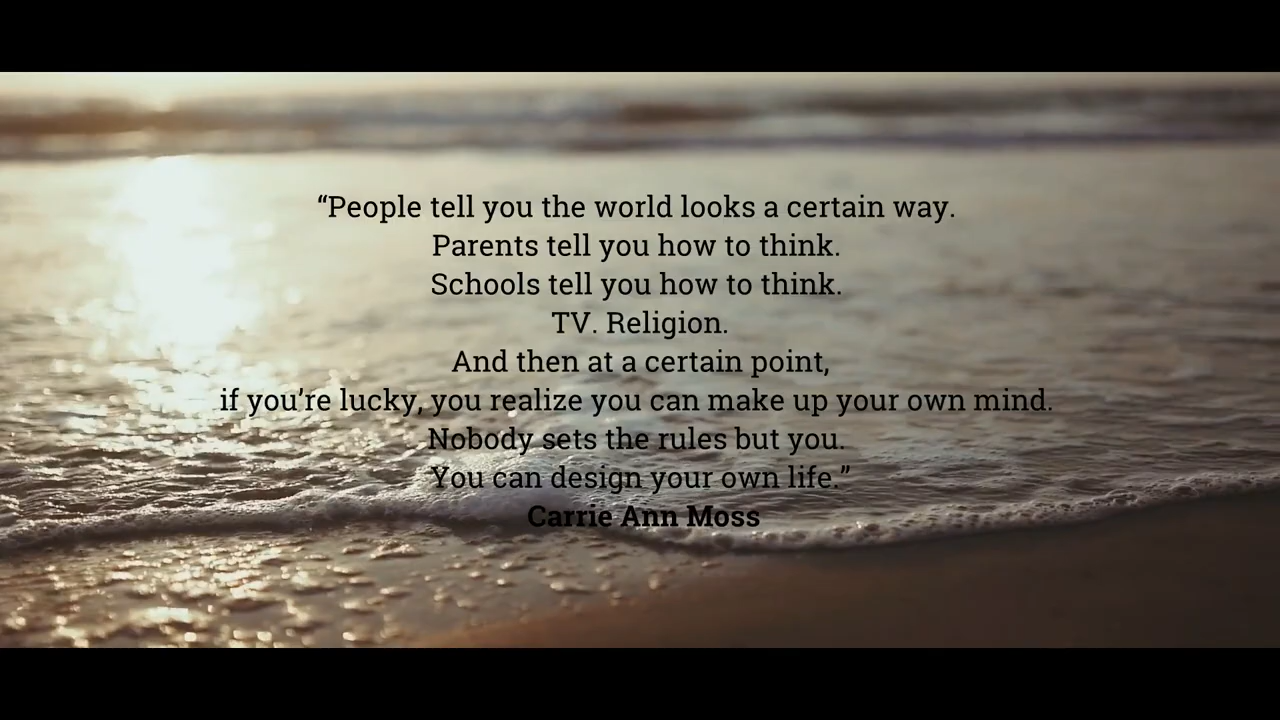 “People tell you the world looks a certain way.
Parents tell you how to think.
Schools tell you how to think.
TV. Religion.
And then at a certain point,
if you’re lucky, you realize you can make up your own mind.
Nobody sets the rules but you.
You can design your own life.”
Carrie Ann Moss